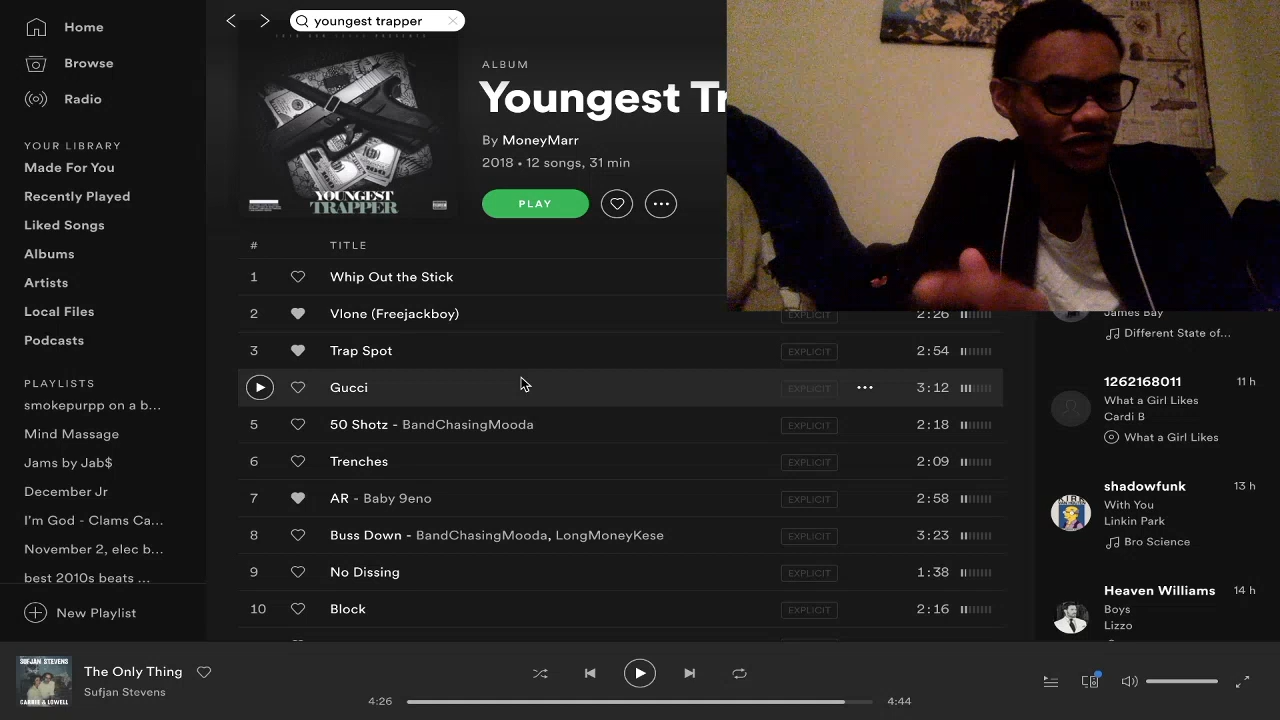 Home
Browse
Radio
YOUR LIBRARY
Made For You
Recently Played
Liked Songs
Albums
Artists
Local Files
Podcasts
PLAYLISTS
smokepurpp on a b...
Mind Massage
Jams by Jab$
December Jr
I'm God - Clams Ca...
November 2, elec b...
best 2010s beats ...
New Playlist
youngest trapper
YOUNGEST
TRAPPER
ALBUM
Youngest Tr
By MoneyMarr
2018 • 12 songs, 31 min
PLAY
# TITLE
1 Whip Out the Stick
2 Vlone (Freejackboy) EXPLICIT 2:26
3 Trap Spot EXPLICIT 2:54
Gucci EXPLICIT 3:12
5 50 Shotz - BandChasingMooda EXPLICIT 2:18
6 Trenches EXPLICIT 2:09
7 AR - Baby 9eno EXPLICIT 2:58
8 Buss Down - BandChasingMooda, LongMoneyKese EXPLICIT 3:23
9 No Dissing EXPLICIT 1:38
10 Block EXPLICIT 2:16
James Bay
Different State of...
1262168011 11 h
What a Girl Likes
Cardi B
What a Girl Likes
shadowfunk 13 h
With You
Linkin Park
Bro Science
Heaven Williams 14 h
Boys
Lizzo
SUFJAN STEVENS
CARRIE & LOWELL
The Only Thing
Sufjan Stevens
4:26
4:44